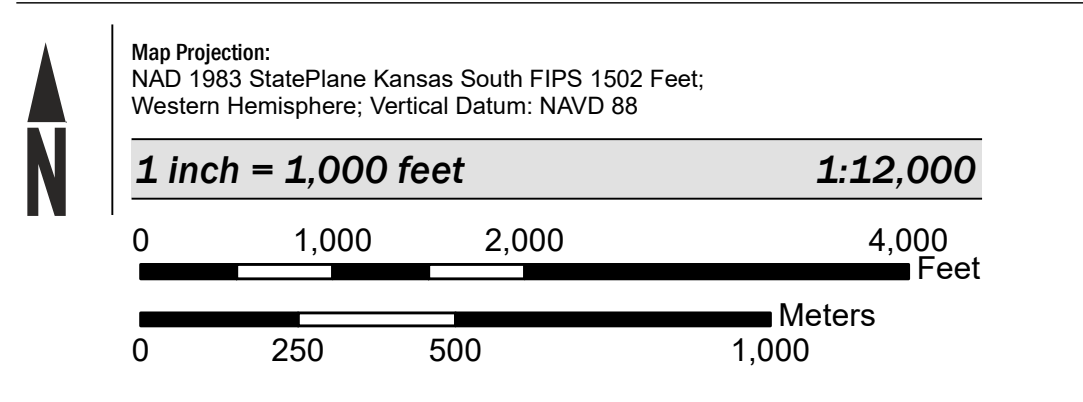 Map Projection:
NAD 1983 StatePlane Kansas South FIPS 1502 Feet;
Western Hemisphere; Vertical Datum: NAVD 88
N
1 inch = 1,000 feet 1:12,000
0 1,000 2,000 4,000
Feet
Meters
0 250 500 1,000